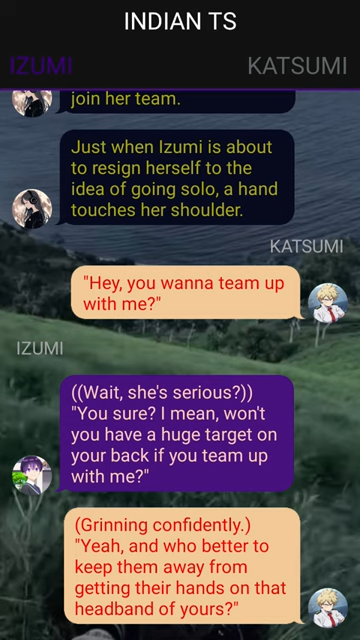 INDIAN TS
IZUMI
KATSUMI
join her team.
Just when Izumi is about
to resign herself to the
idea of going solo, a hand
touches her shoulder.
KATSUMI
"Hey, you wanna team up
with me?"
IZUMI
((Wait, she's serious?))
"You sure? I mean, won't
you have a huge target on
your back if you team up
with me?"
(Grinning confidently.)
"Yeah, and who better to
keep them away from
getting their hands on that
headband of yours?"